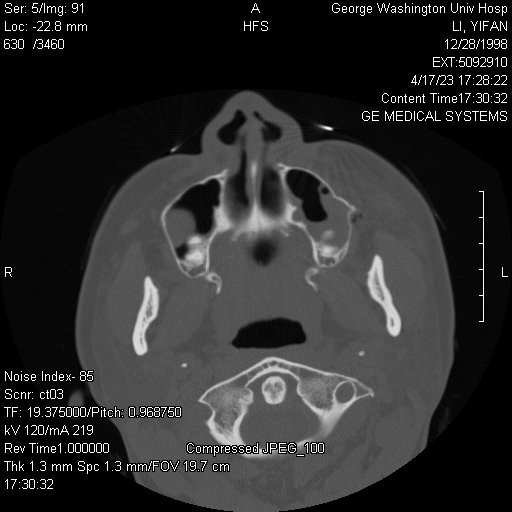 Ser: 5/Img: 91
Loc: -22.8 mm
630 /3460
A
HFS
George Washington Univ Hosp
LI, YIFAN
12/28/1998
EXT:5092910
4/17/23 17:28:22
Content Time17:30:32
GE MEDICAL SYSTEMS
R
L
Noise Index- 85
Scnr: ct03
TF: 19.375000/Pitch: 0.968750
kV 120/mA 219
Rev Time1.000000
Compressed JPEG_100
Thk 1.3 mm Spc 1.3 mm/FOV 19.7 cm
17:30:32